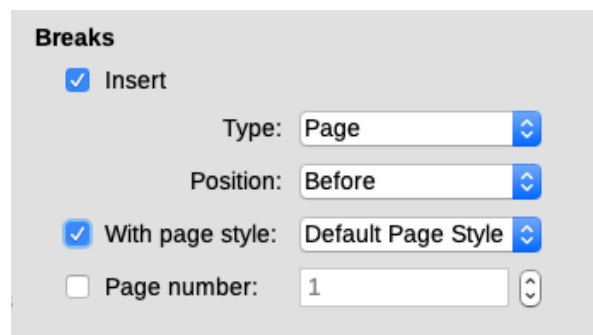 Breaks
Insert
Type: Page
Position: Before
With page style: Default Page Style
Page number: 1